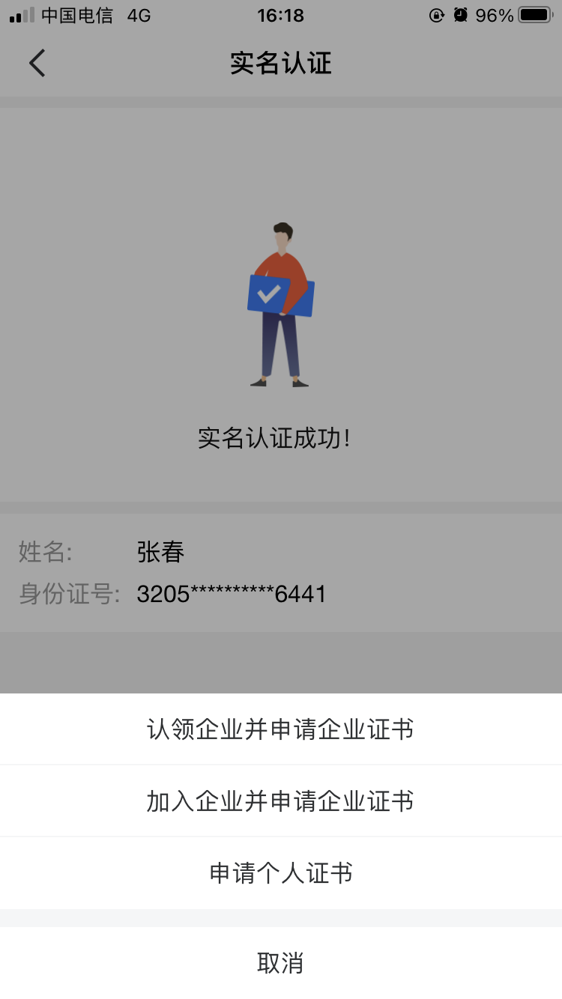 中国电信 4G 16:18 96%
实名认证
实名认证成功!
姓名: 张春
身份证号: 3205**********6441
认领企业并申请企业证书
加入企业并申请企业证书
申请个人证书
取消